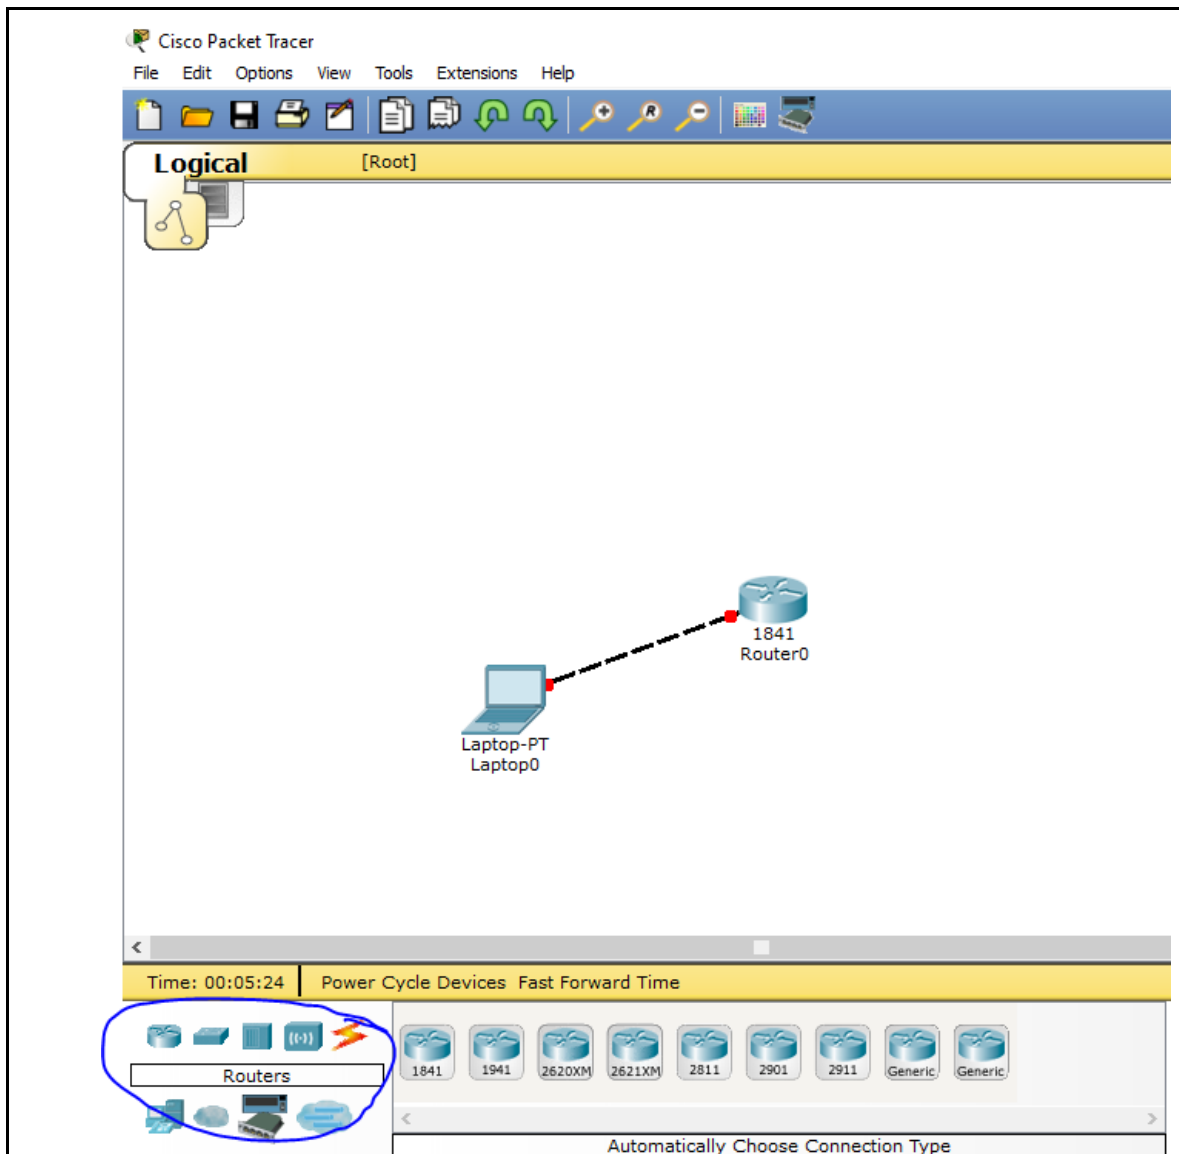 Cisco Packet Tracer
File Edit Options View Tools Extensions Help
R
Logical [Root]
1841
Router0
Laptop-PT
Laptop0
Time: 00:05:24 Power Cycle Devices Fast Forward Time
Routers
1841 1941 2620XM 2621XM 2811 2901 2911 Generic Generic
Automatically Choose Connection Type